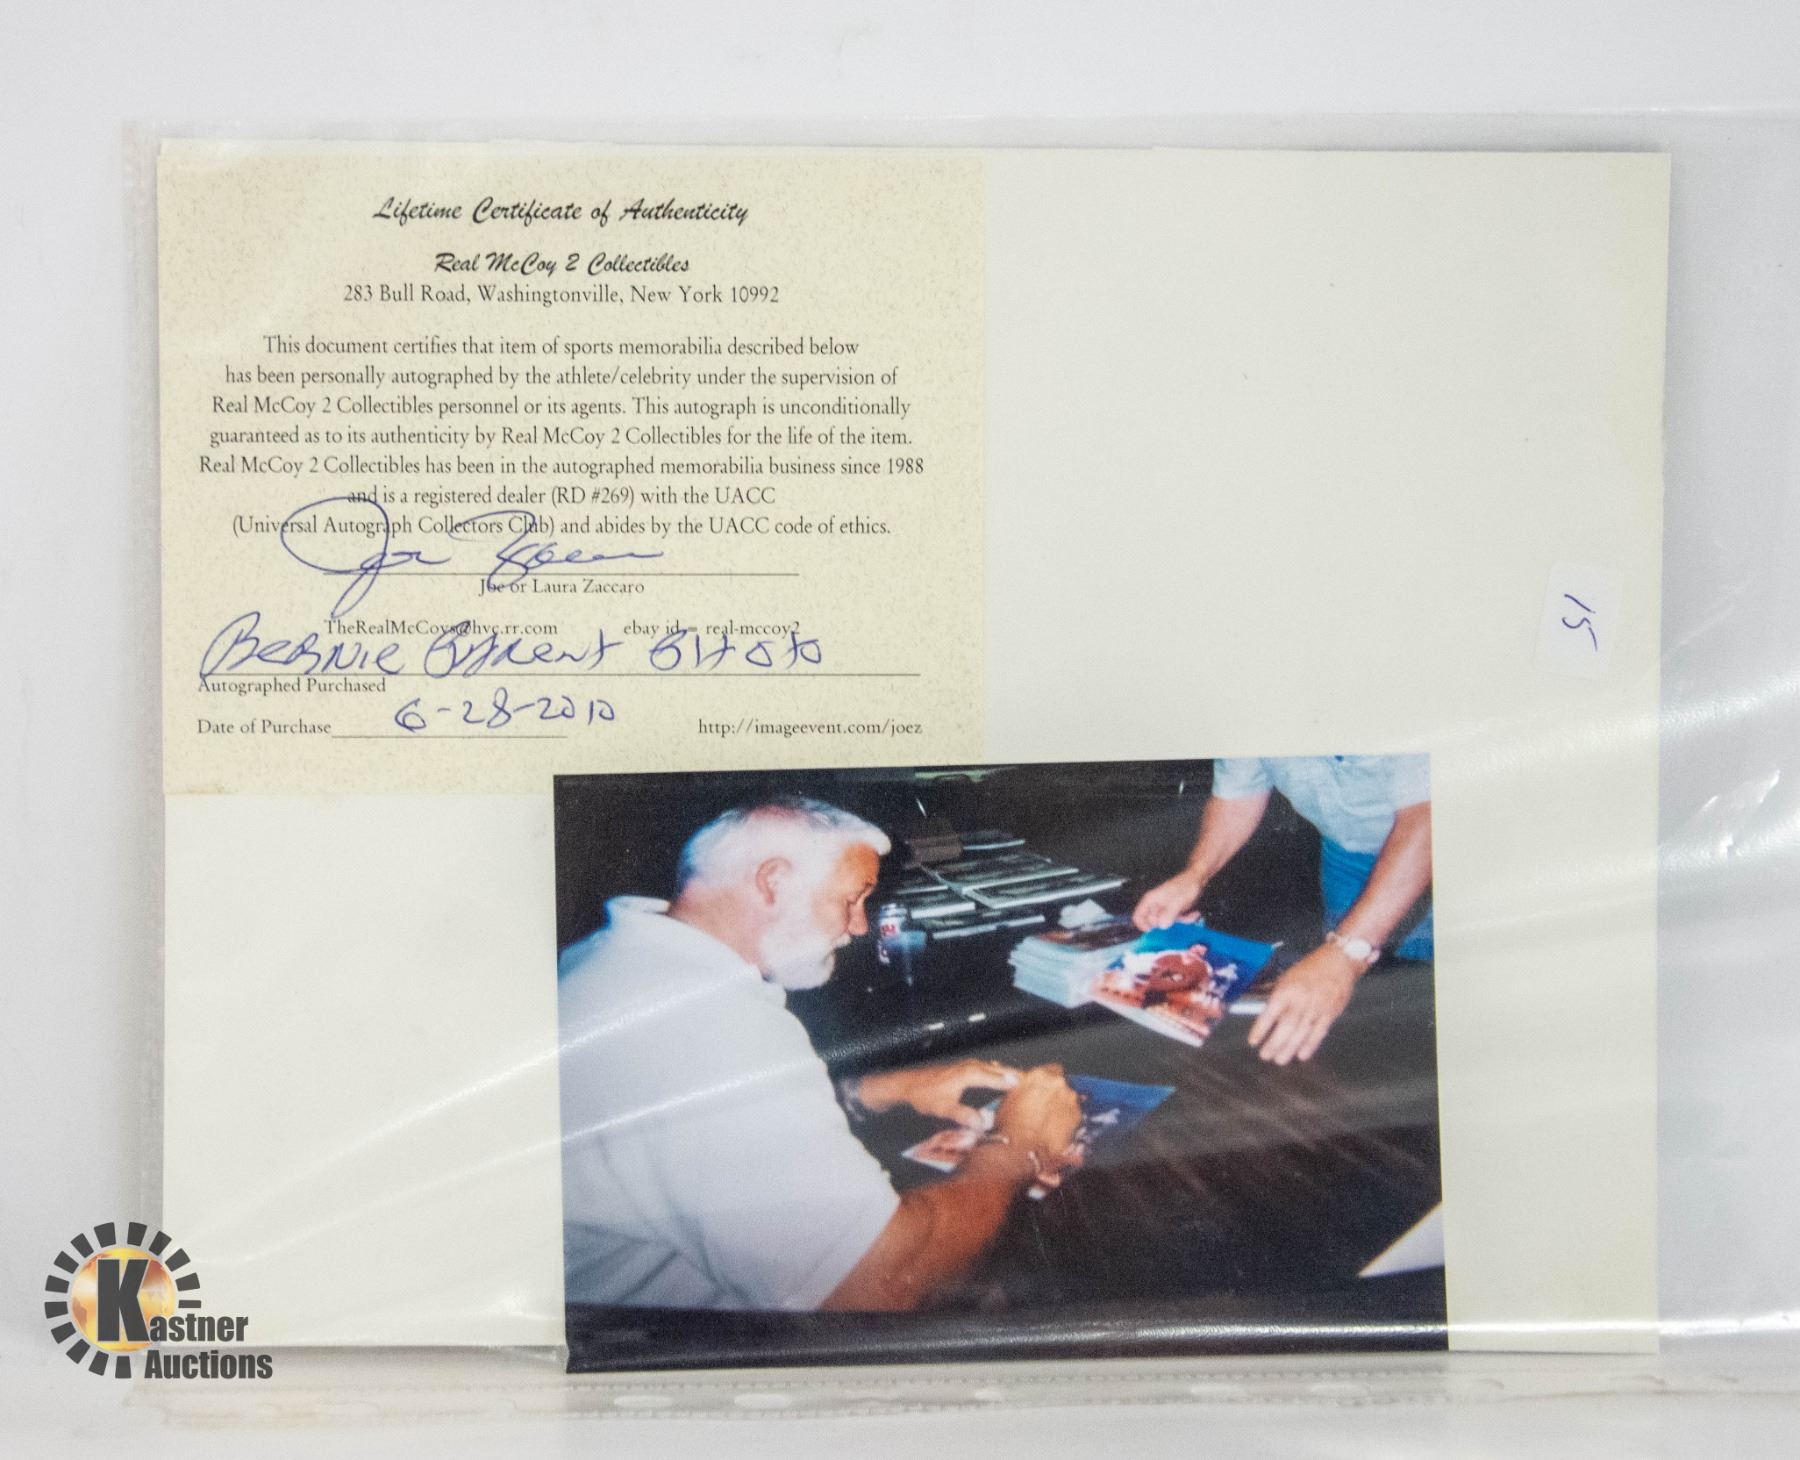 Lifetime Certificate of Authenticity
Real McCoy 2 Collectibles
283 Bull Road, Washingtonville, New York 10992
This document certifies that item of sports memorabilia described below
has been personally autographed by the athlete/celebrity under the supervision of
Real McCoy 2 Collectibles personnel or its agents. This autograph is unconditionally
guaranteed as to its authenticity by Real McCoy 2 Collectibles for the life of the item.
Real McCoy 2 Collectibles has been in the autographed memorabilia business since 1988
and is a registered dealer (RD #269) with the UACC
(Universal Autograph Collectors Club) and abides by the UACC code of ethics.
Joe or Laura Zaccaro
TheRealMcCoys@hvc.rr.com ebay id = real-mccoy2
Bernie Parent 8x10
Autographed Purchased
Date of Purchase 6-28-2010 http://imageevent.com/joez
15
Kastner
Auctions